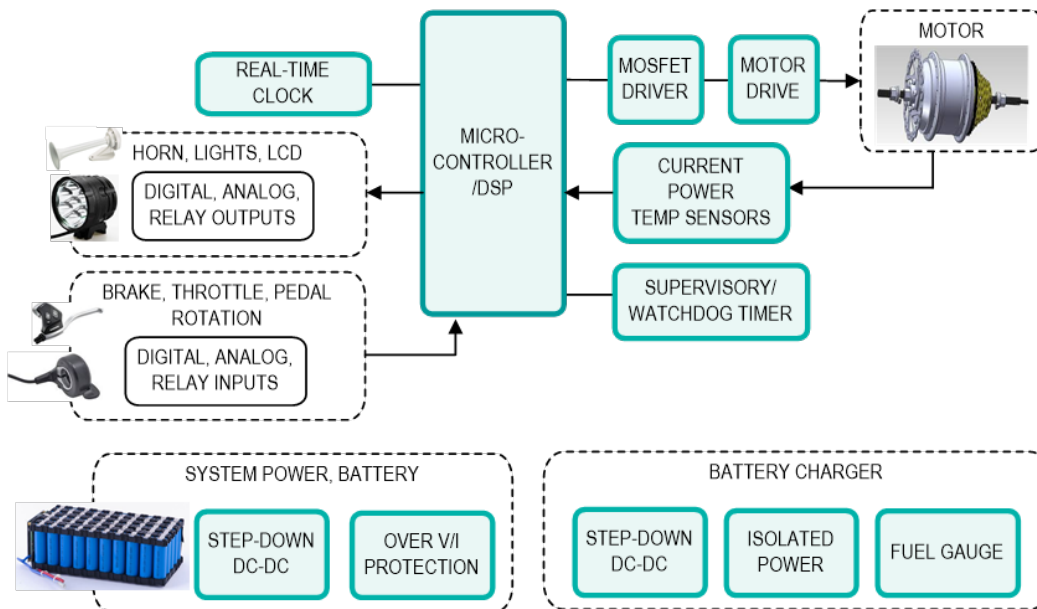 REAL-TIME
CLOCK
MICRO-
CONTROLLER
/DSP
MOSFET
DRIVER
MOTOR
DRIVE
MOTOR
HORN, LIGHTS, LCD
DIGITAL, ANALOG,
RELAY OUTPUTS
CURRENT
POWER
TEMP SENSORS
BRAKE, THROTTLE, PEDAL
ROTATION
DIGITAL, ANALOG,
RELAY INPUTS
SUPERVISORY/
WATCHDOG TIMER
SYSTEM POWER, BATTERY
STEP-DOWN
DC-DC
OVER V/I
PROTECTION
BATTERY CHARGER
STEP-DOWN
DC-DC
ISOLATED
POWER
FUEL GAUGE